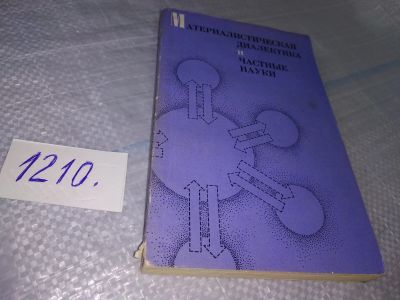 МАТЕРИАЛИСТИЧЕСКАЯ
ДИАЛЕКТИКА
И
ЧАСТНЫЕ
НАУКИ
1210.